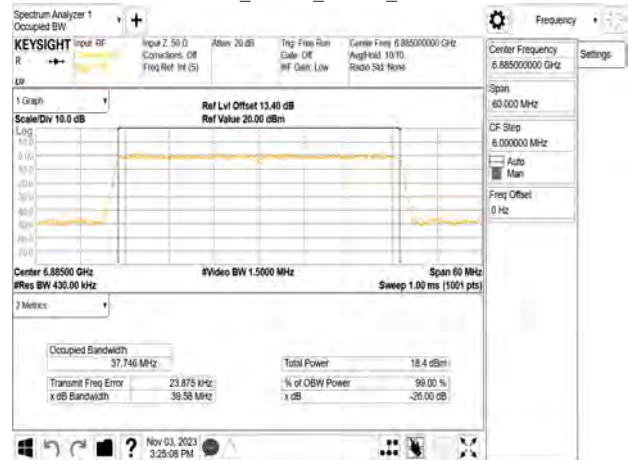 Spectrum Analyzer 1
Occupied BW
Frequency
KEYSIGHT
Input: RF
Input Z: 50 Ω
Corrections: Off
Freq Ref: Int (S)
Atten: 20 dB
Trig: Free Run
Gate: Off
#IF Gain: Low
Center Freq: 6.885000000 GHz
Avg|Hold: 10/10
Radio Std: None
Center Frequency
6.885000000 GHz
Settings
Span
60.000 MHz
CF Step
6.000000 MHz
Auto
Man
Freq Offset
0 Hz
1 Graph
Scale/Div 10.0 dB
Ref Lvl Offset 13.40 dB
Ref Value 20.00 dBm
Log
Center 6.88500 GHz
#Res BW 430.00 kHz
#Video BW 1.5000 MHz
Span 60 MHz
Sweep 1.00 ms (1001 pts)
2 Metrics
Occupied Bandwidth
37.746 MHz
Total Power 18.4 dBm
Transmit Freq Error 23.875 kHz
% of OBW Power 99.00 %
x dB Bandwidth 39.58 MHz
x dB -26.00 dB
?
Nov 03, 2023
3:25:08 PM